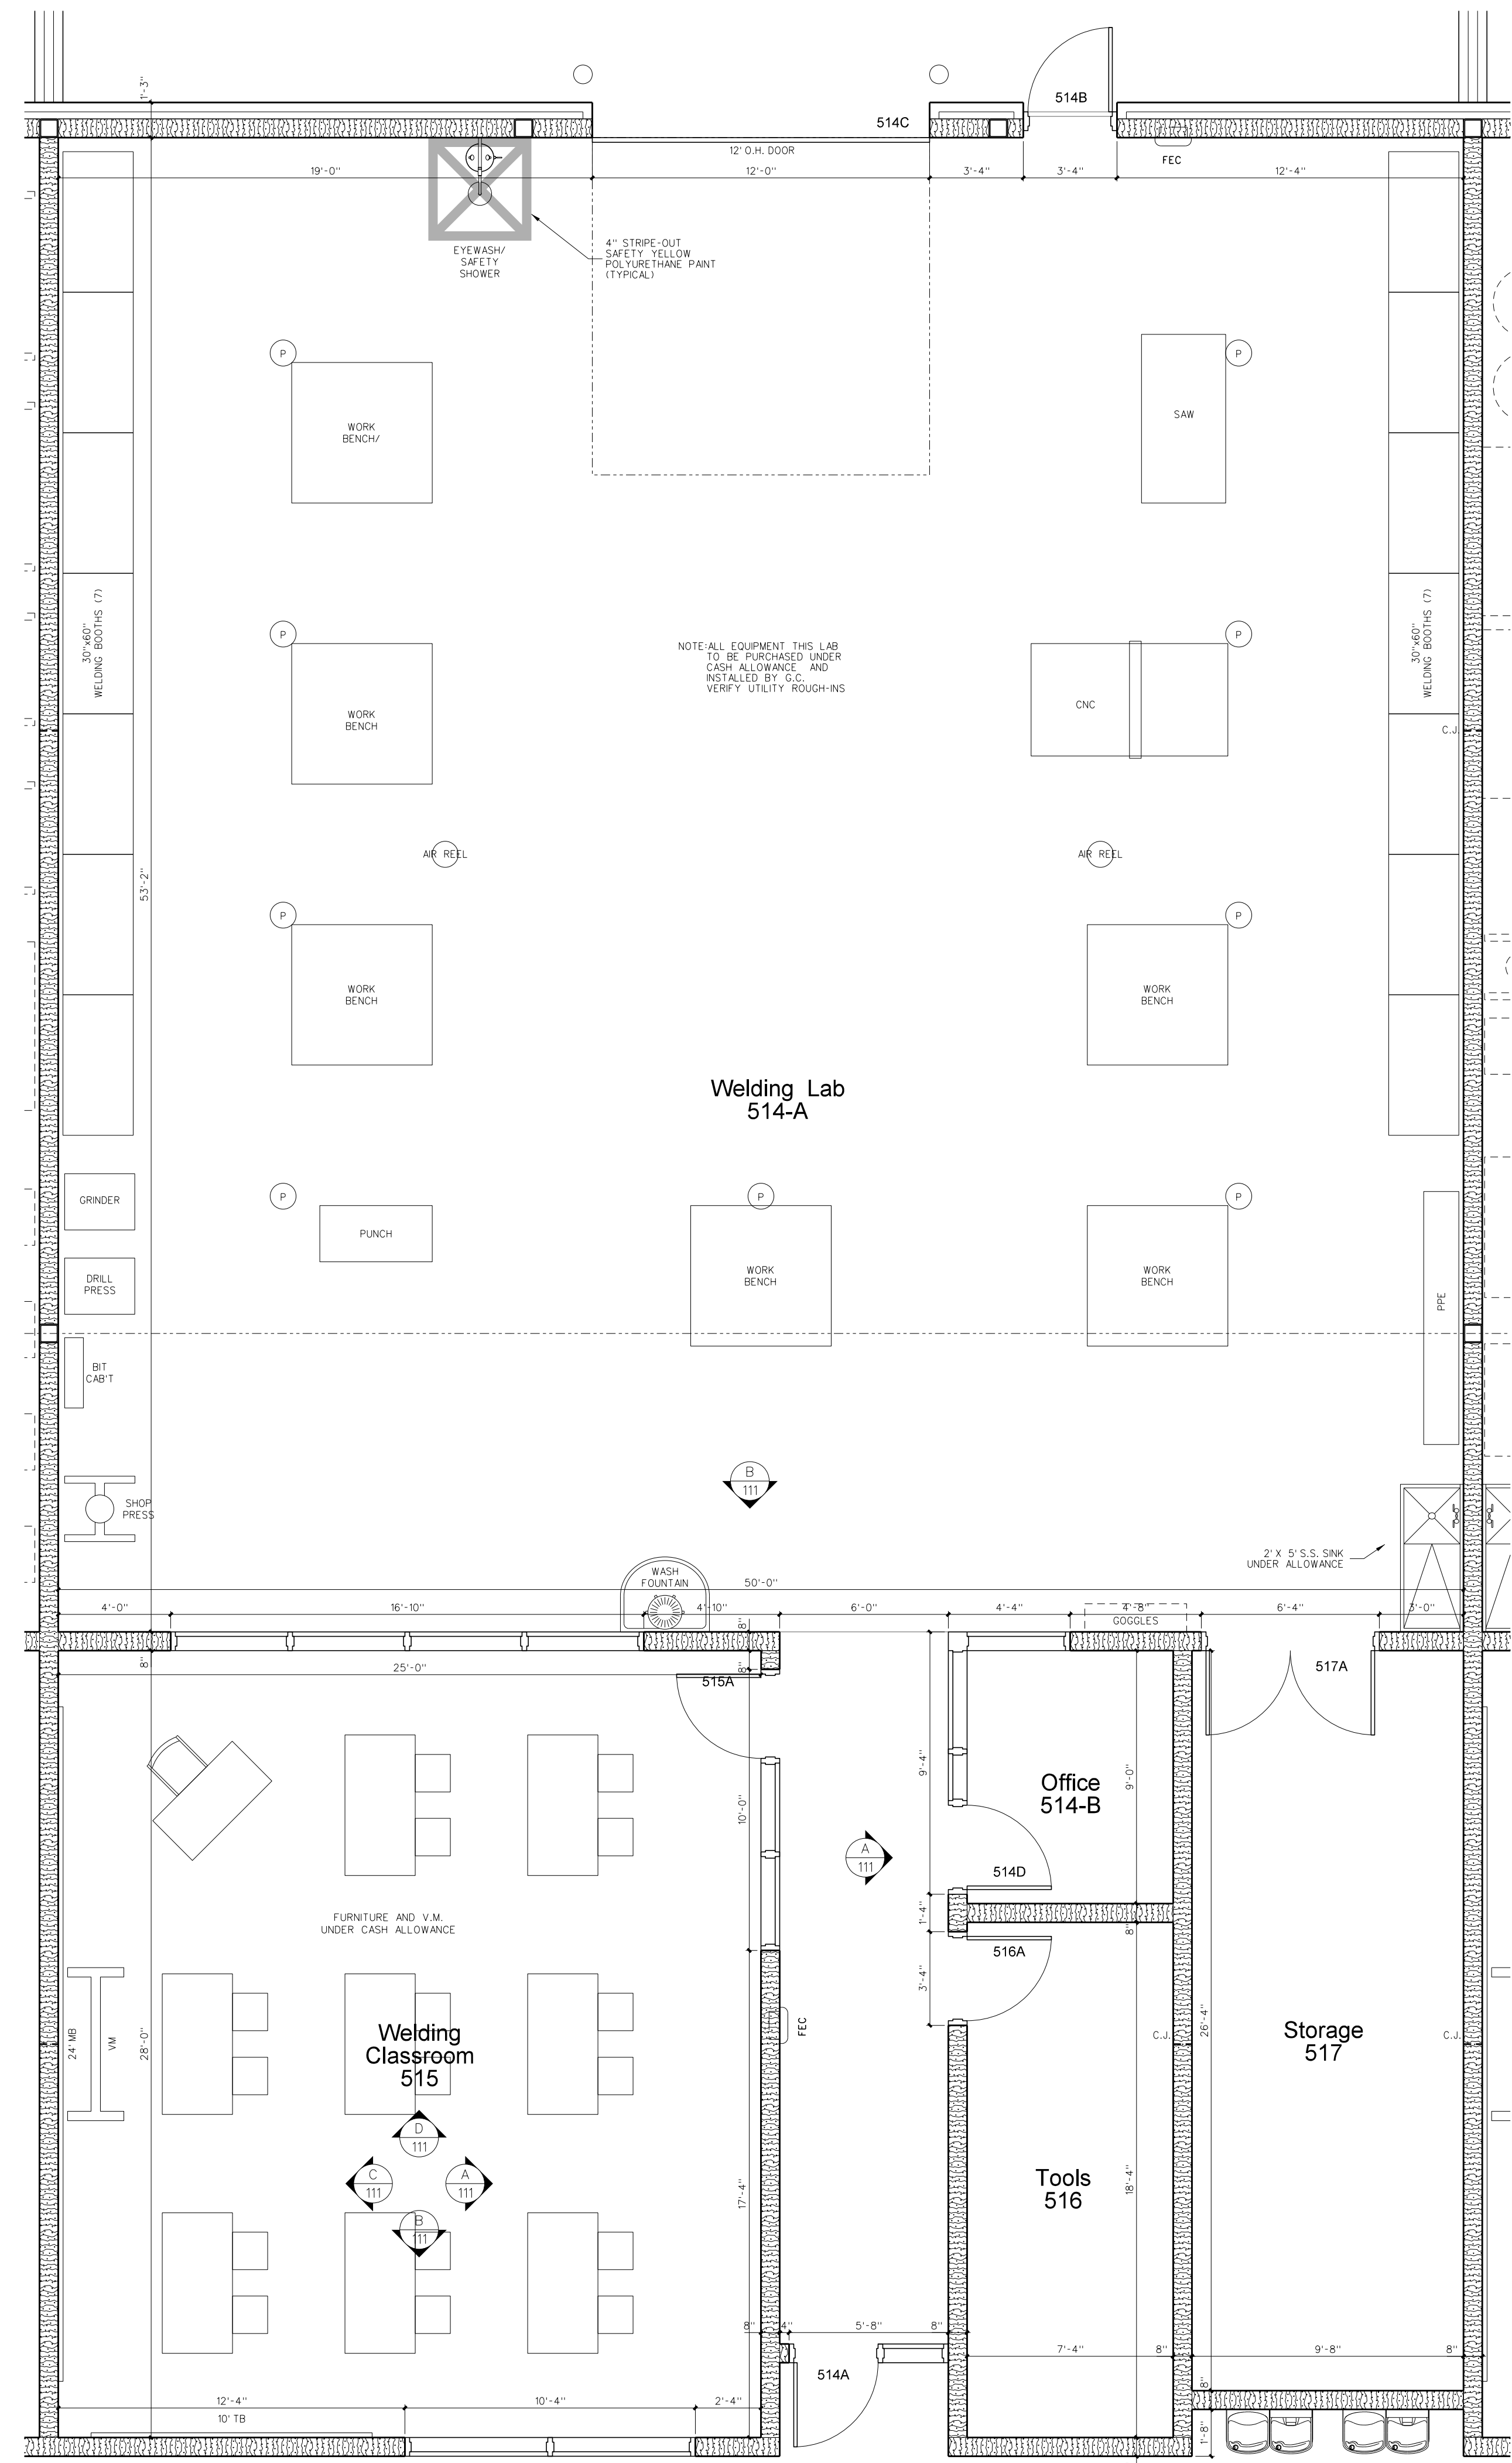 1'-3"
514B
514C
12' O.H. DOOR
FEC
19'-0"
12'-0"
3'-4"
3'-4"
12'-4"
EYEWASH/
SAFETY
SHOWER
4" STRIPE-OUT
SAFETY YELLOW
POLYURETHANE PAINT
(TYPICAL)
P
P
WORK
BENCH/
SAW
30"x60"
WELDING BOOTHS (7)
30"x60"
WELDING BOOTHS (7)
P
P
NOTE:ALL EQUIPMENT THIS LAB
TO BE PURCHASED UNDER
CASH ALLOWANCE AND
INSTALLED BY G.C.
VERIFY UTILITY ROUGH-INS
WORK
BENCH
CNC
C.J.
AIR REEL
AIR REEL
53'-2"
P
P
WORK
BENCH
WORK
BENCH
Welding Lab
514-A
GRINDER
P
P
P
PUNCH
DRILL
PRESS
WORK
BENCH
WORK
BENCH
PPE
BIT
CAB'T
B
111
SHOP
PRESS
2' X 5' S.S. SINK
UNDER ALLOWANCE
WASH
FOUNTAIN
50'-0"
4'-0"
16'-10"
4'-10"
6'-0"
4'-4"
4'-8"
6'-4"
3'-0"
GOGGLES
8"
8"
8"
25'-0"
515A
517A
9'-4"
9'-0"
Office
514-B
10'-0"
A
111
514D
FURNITURE AND V.M.
UNDER CASH ALLOWANCE
1'-4"
8"
516A
3'-4"
24' MB
VM
28'-0"
Welding
Classroom
515
FEC
C.J.
26'-4"
Storage
517
C.J.
D
111
C
111
A
111
B
111
17'-4"
Tools
516
18'-4"
8"
4"
5'-8"
8"
7'-4"
8"
9'-8"
8"
514A
8"
12'-4"
10'-4"
2'-4"
10' TB
1'-8"